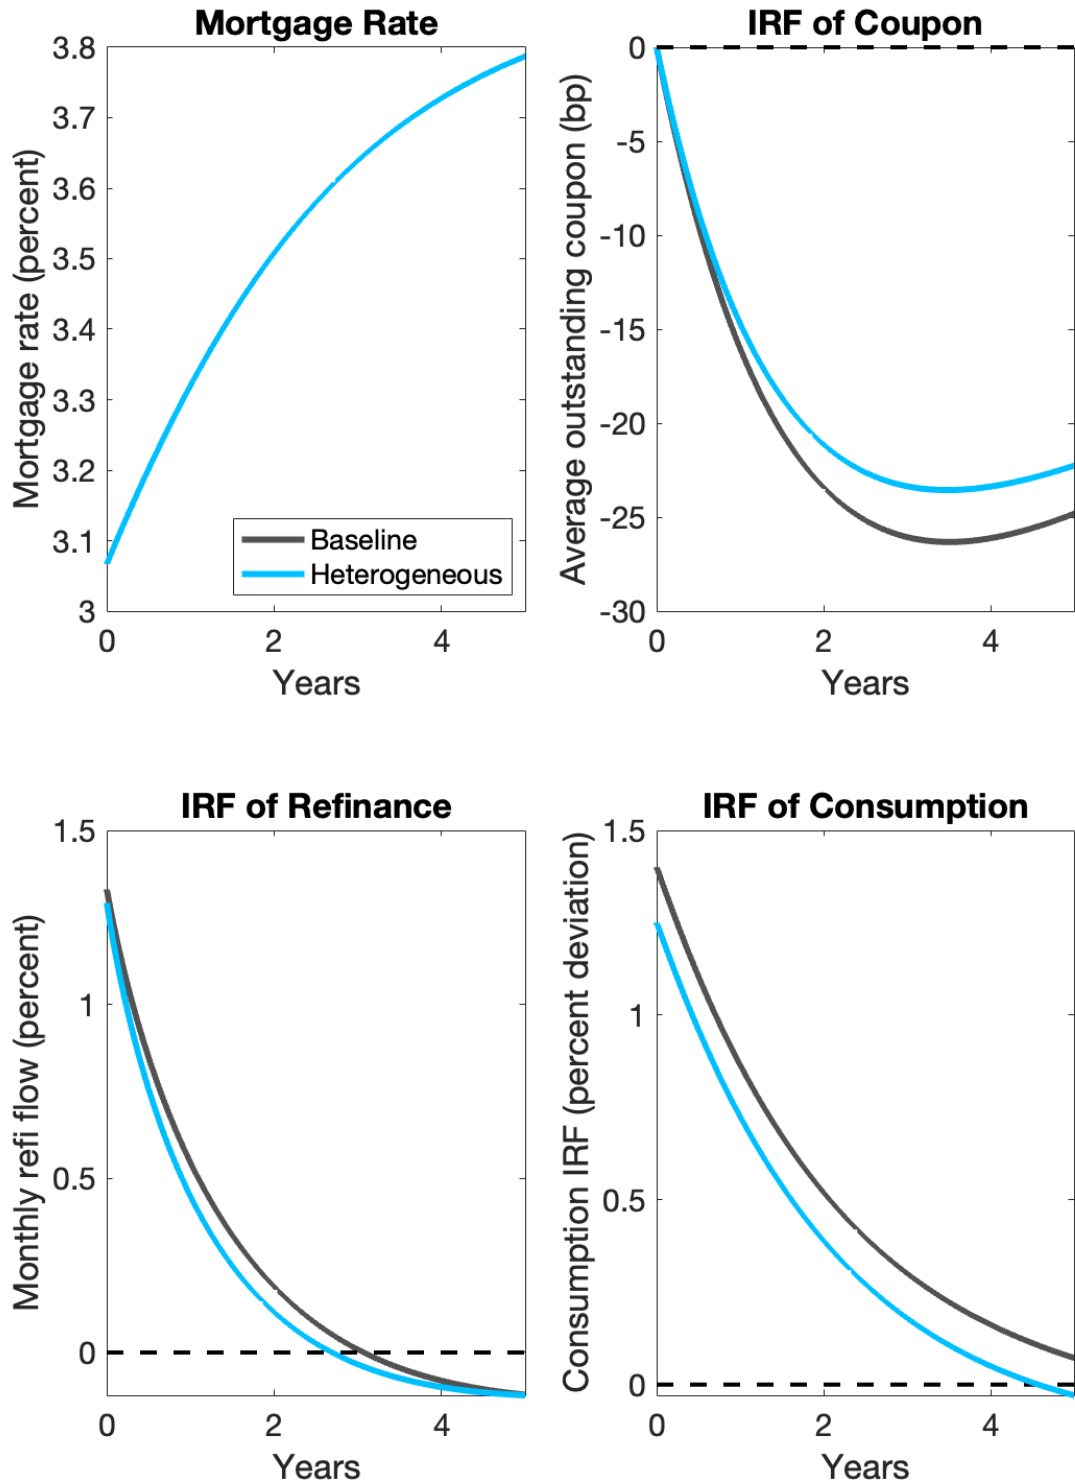 Mortgage Rate
Mortgage rate (percent)
3.8
3.7
3.6
3.5
3.4
3.3
3.2
3.1
3
Baseline
Heterogeneous
0 2 4
Years
IRF of Coupon
Average outstanding coupon (bp)
0
-5
-10
-15
-20
-25
-30
0 2 4
Years
IRF of Refinance
Monthly refi flow (percent)
1.5
1
0.5
0
0 2 4
Years
IRF of Consumption
Consumption IRF (percent deviation)
1.5
1
0.5
0
0 2 4
Years